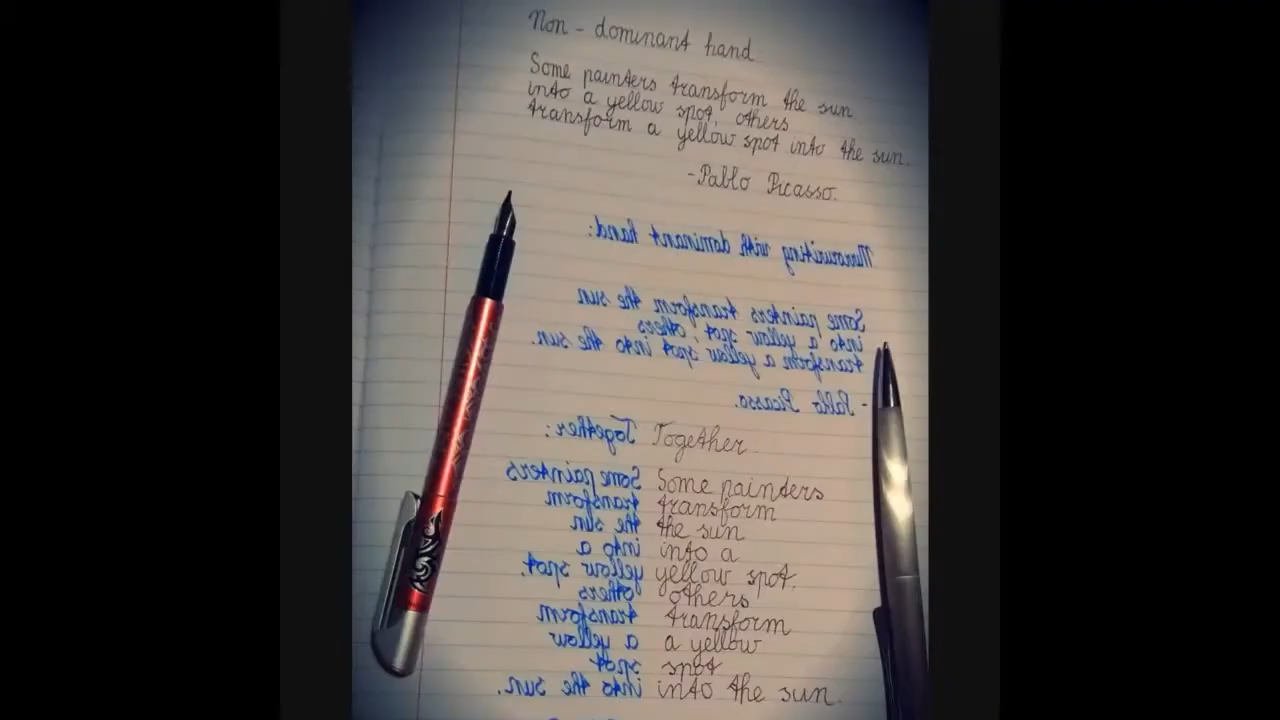 Non - dominant hand
Some painters transform the sun
into a yellow spot, others
transform a yellow spot into the sun.
-Pablo Picasso.
Mirrorwriting with dominant hand:
Some painters transform the sun
into a yellow spot, others
transform a yellow spot into the sun.
- Pablo Picasso.
Together: Together
Some painters Some painters
transform transform
the sun the sun
into a into a
yellow spot. yellow spot.
others others
transform transform
a yellow a yellow
spot spot
into the sun. into the sun.